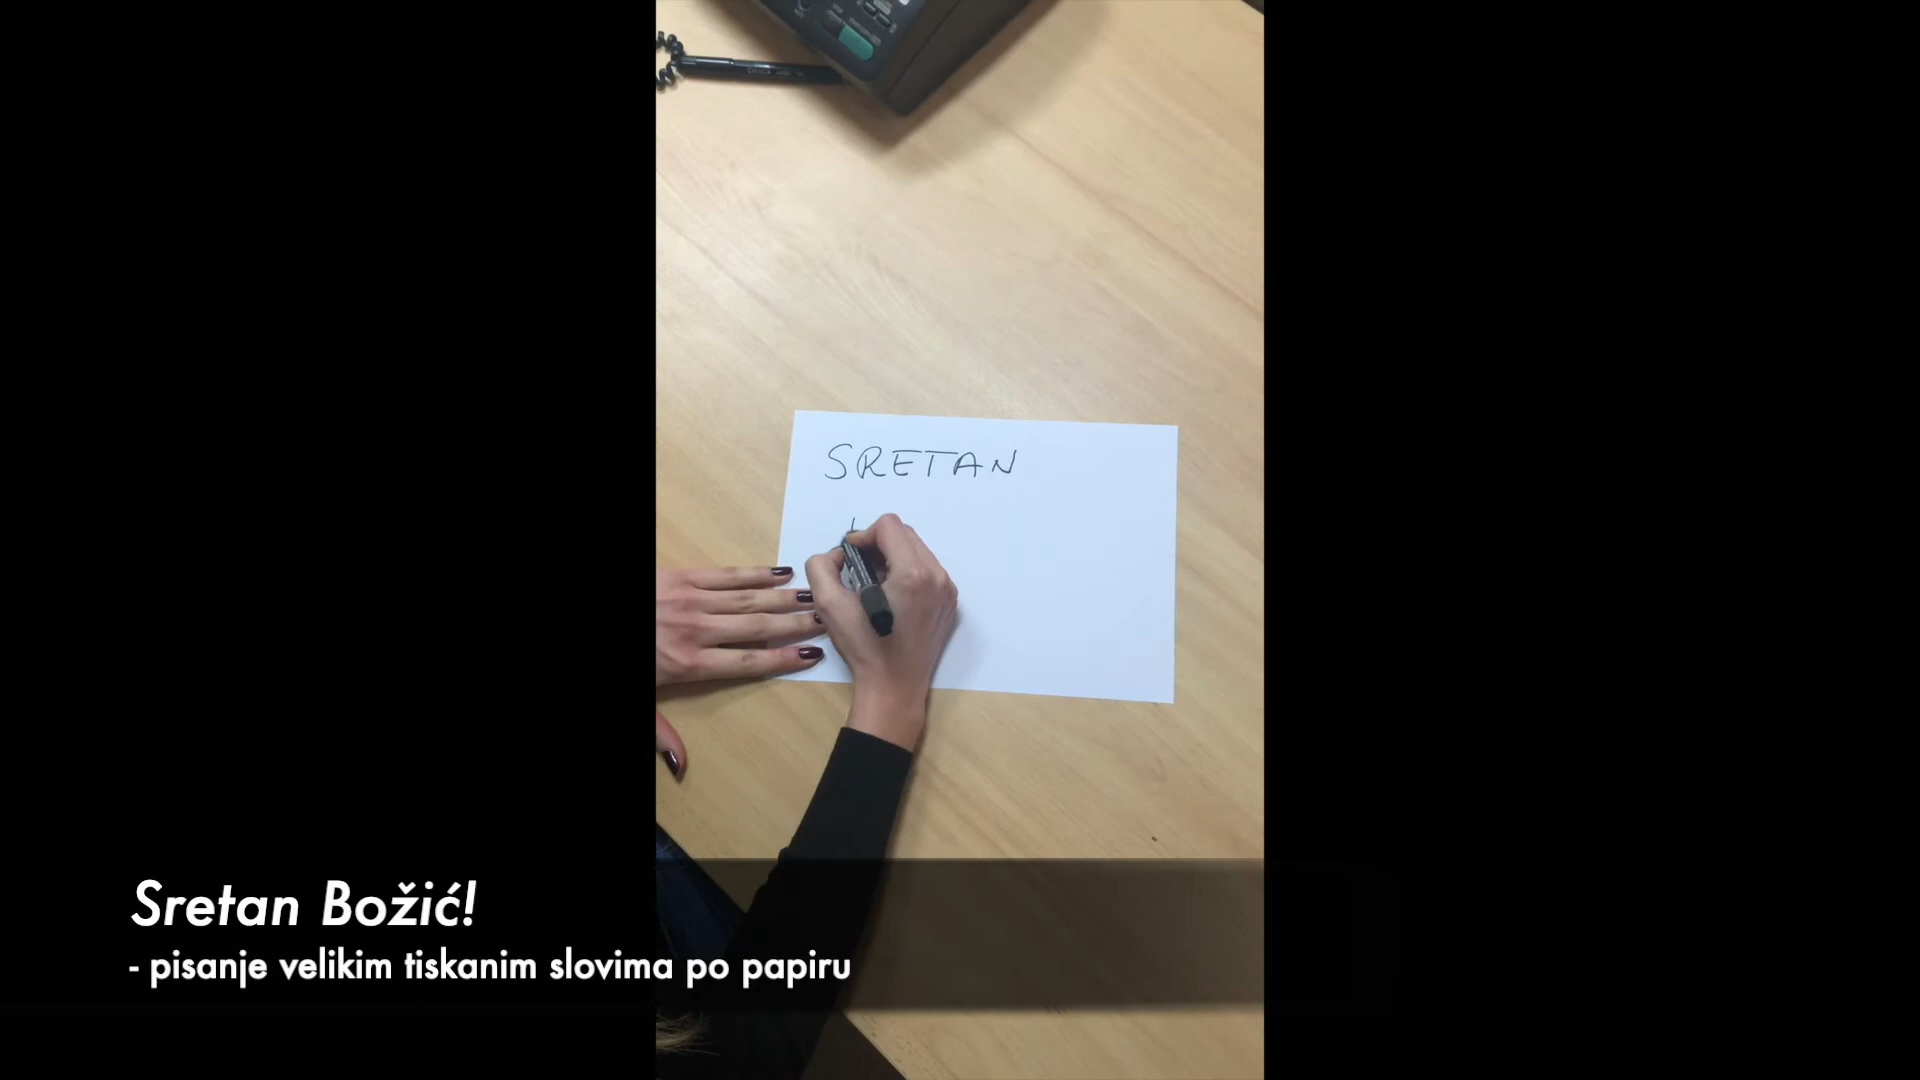 SRETAN
Sretan Božić!
- pisanje velikim tiskanim slovima po papiru